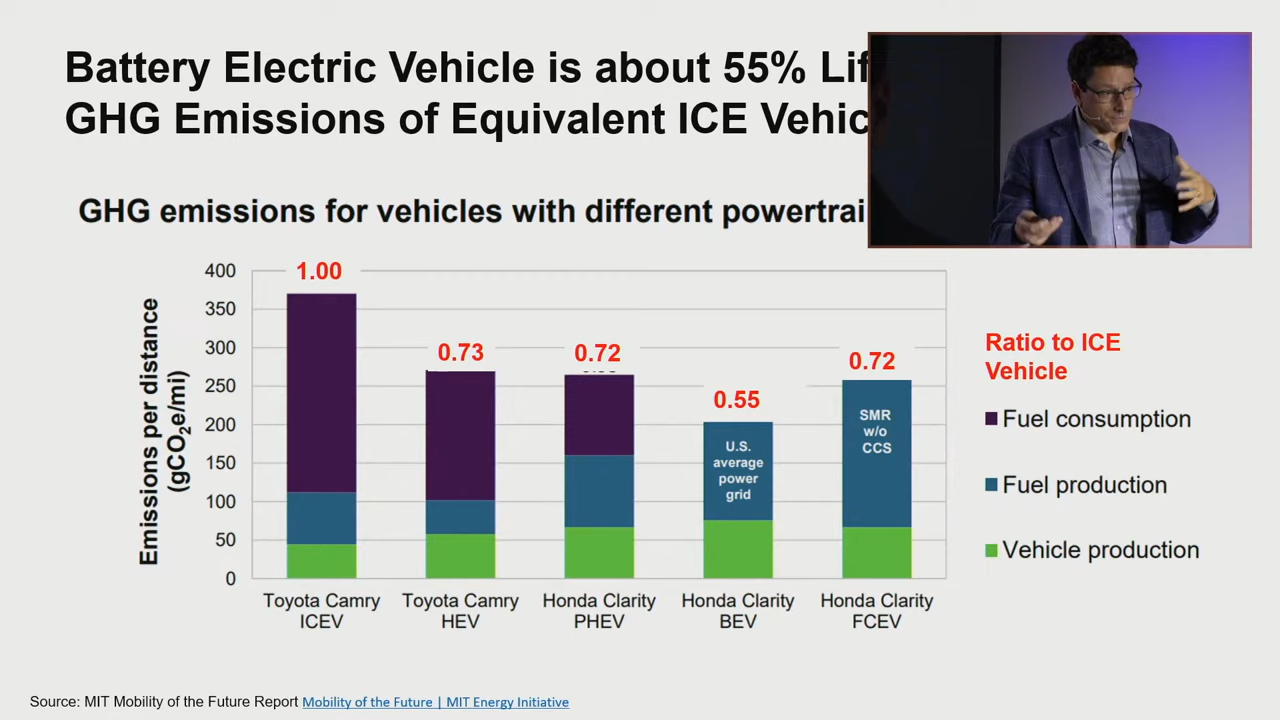 Battery Electric Vehicle is about 55%
GHG Emissions of Equivalent ICE
GHG emissions for vehicles with different
Emissions per distance
(gCO₂e/mi)
400
350
300
250
200
150
100
50
0
1.00
0.73
0.72
0.55
0.72
U.S.
average
power
grid
SMR
w/o
CCS
Toyota Camry
ICEV
Toyota Camry
HEV
Honda Clarity
PHEV
Honda Clarity
BEV
Honda Clarity
FCEV
Ratio to ICE
Vehicle
Fuel consumption
Fuel production
Vehicle production
Source: MIT Mobility of the Future Report Mobility of the Future | MIT Energy Initiative